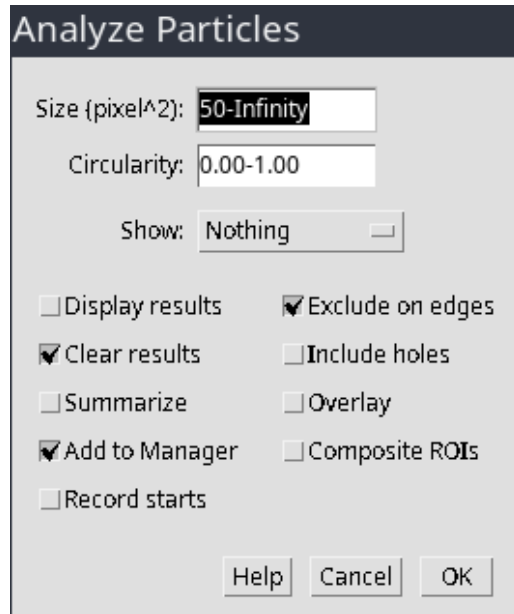 Analyze Particles
Size (pixel^2): 50-Infinity
Circularity: 0.00-1.00
Show: Nothing
Display results Exclude on edges
Clear results Include holes
Summarize Overlay
Add to Manager Composite ROIs
Record starts
Help Cancel OK